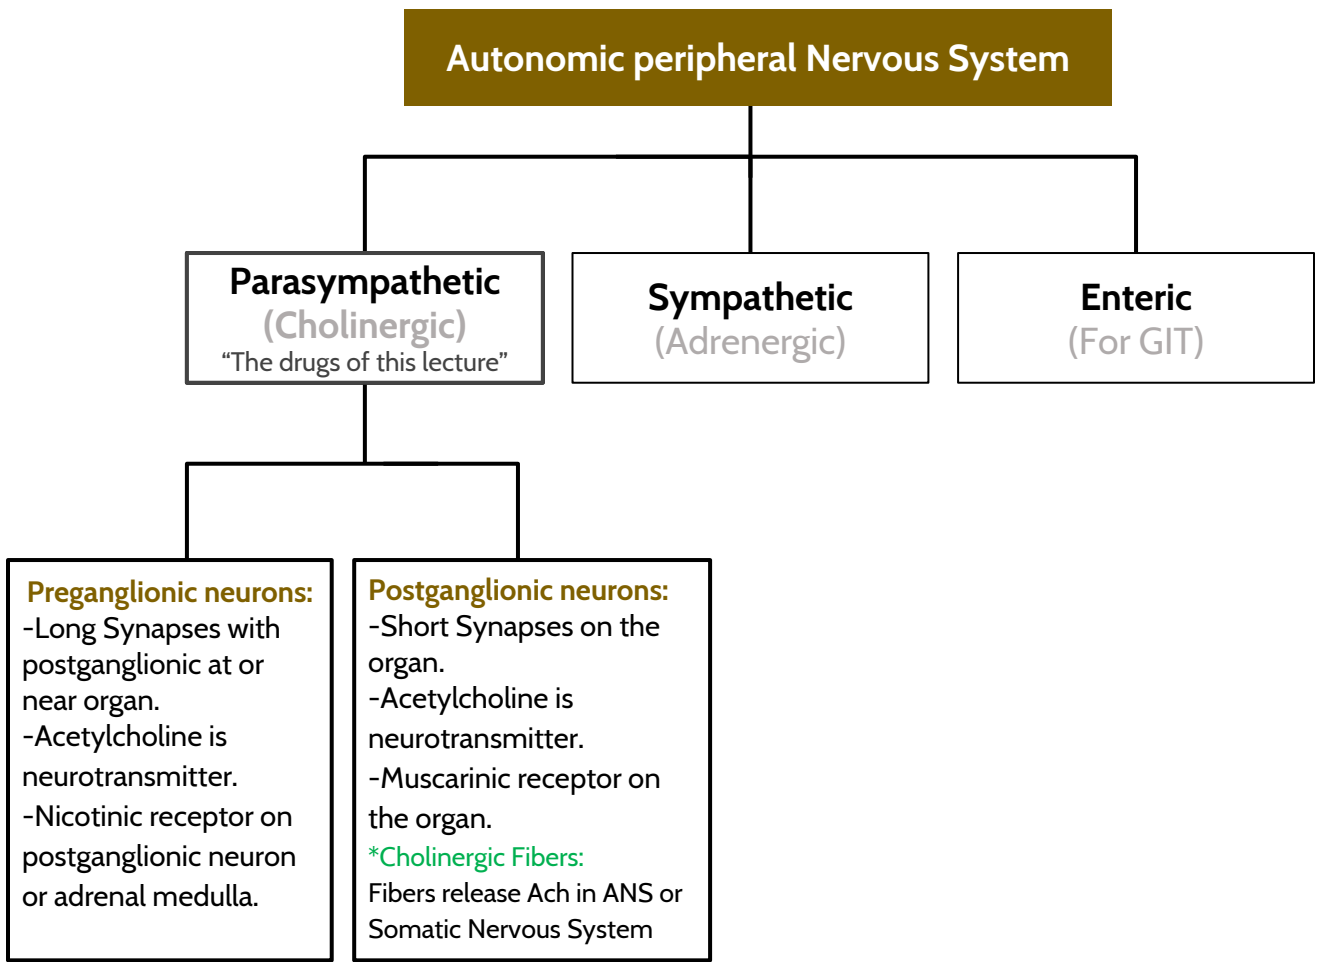 Autonomic peripheral Nervous System
Parasympathetic
(Cholinergic)
“The drugs of this lecture”
Sympathetic
(Adrenergic)
Enteric
(For GIT)
Preganglionic neurons:
-Long Synapses with
postganglionic at or
near organ.
-Acetylcholine is
neurotransmitter.
-Nicotinic receptor on
postganglionic neuron
or adrenal medulla.
Postganglionic neurons:
-Short Synapses on the
organ.
-Acetylcholine is
neurotransmitter.
-Muscarinic receptor on
the organ.
*Cholinergic Fibers:
Fibers release Ach in ANS or
Somatic Nervous System